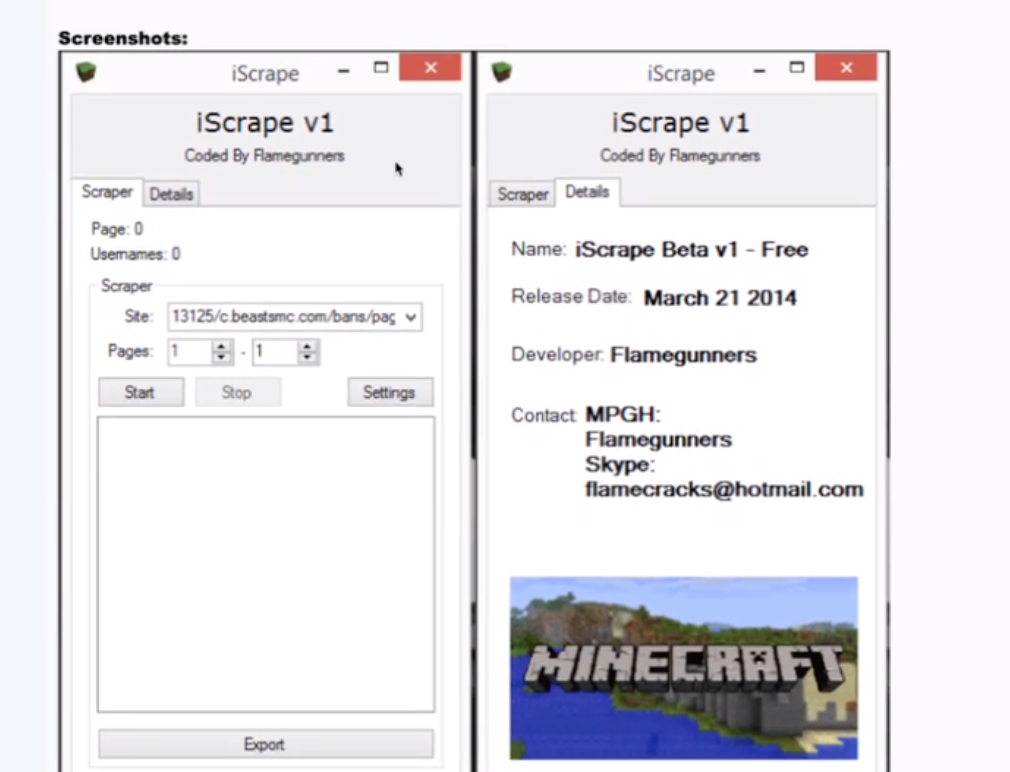 Screenshots:
iScrape
iScrape v1
Coded By Flamegunners
Scraper Details
Page: 0
Usernames: 0
Scraper
Site: 13125/c.beastsmc.com/bans/pag
Pages: 1 - 1
Start Stop Settings
Export
iScrape
iScrape v1
Coded By Flamegunners
Scraper Details
Name: iScrape Beta v1 - Free
Release Date: March 21 2014
Developer: Flamegunners
Contact: MPGH:
Flamegunners
Skype:
flamecracks@hotmail.com
MINECRAFT